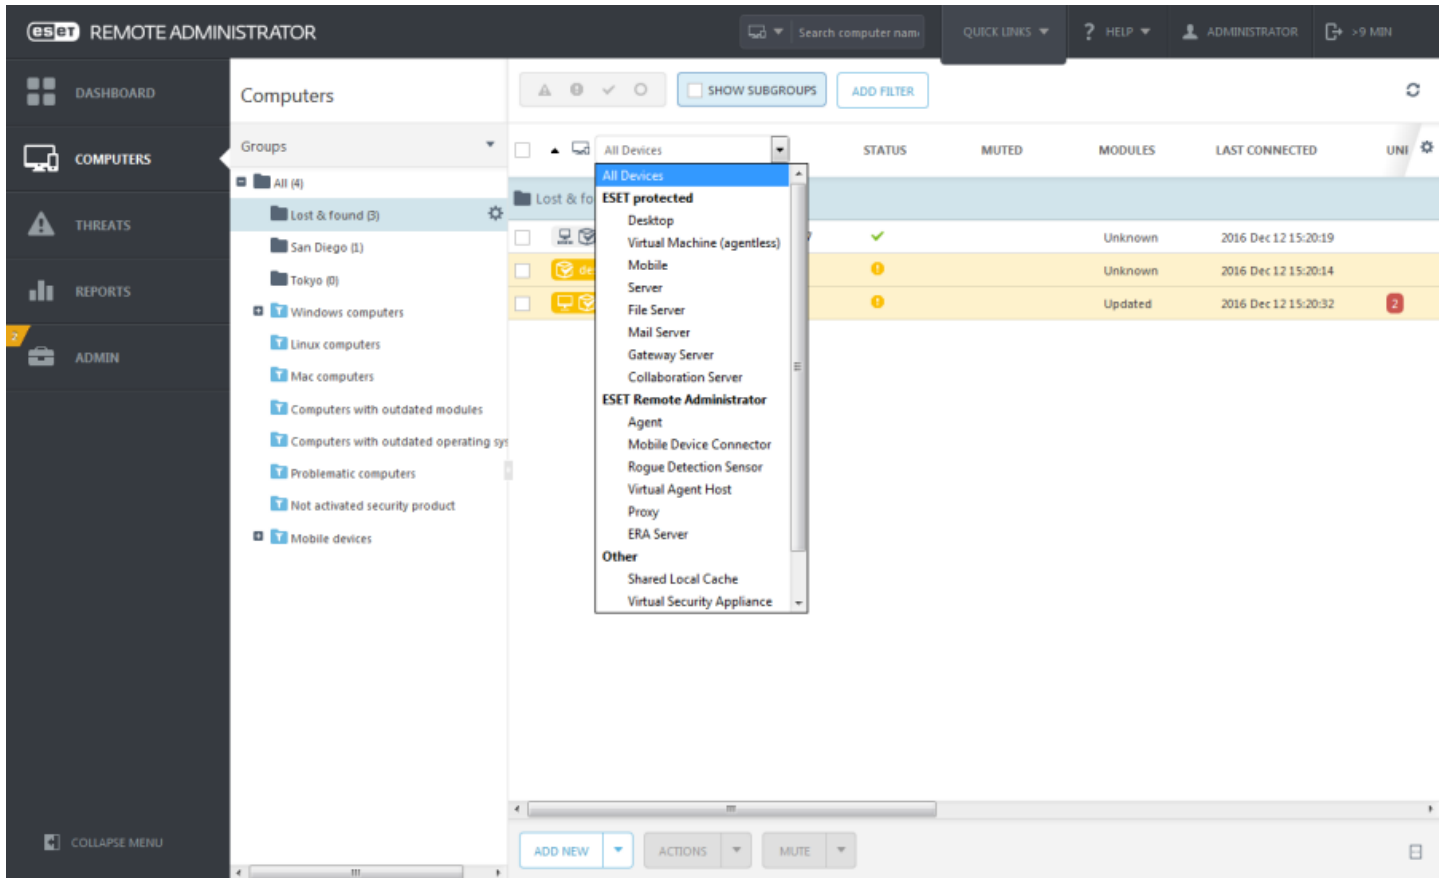 eset REMOTE ADMINISTRATOR
Search computer nam
QUICK LINKS
? HELP
ADMINISTRATOR
>9 MIN
DASHBOARD
COMPUTERS
THREATS
REPORTS
2
ADMIN
COLLAPSE MENU
Computers
Groups
All (4)
Lost & found (3)
San Diego (1)
Tokyo (0)
Windows computers
Linux computers
Mac computers
Computers with outdated modules
Computers with outdated operating sys
Problematic computers
Not activated security product
Mobile devices
SHOW SUBGROUPS
ADD FILTER
All Devices
STATUS
MUTED
MODULES
LAST CONNECTED
UNI
Lost & fo
Unknown 2016 Dec 12 15:20:19
de
Unknown 2016 Dec 12 15:20:14
Updated 2016 Dec 12 15:20:32 2
All Devices
ESET protected
Desktop
Virtual Machine (agentless)
Mobile
Server
File Server
Mail Server
Gateway Server
Collaboration Server
ESET Remote Administrator
Agent
Mobile Device Connector
Rogue Detection Sensor
Virtual Agent Host
Proxy
ERA Server
Other
Shared Local Cache
Virtual Security Appliance
ADD NEW
ACTIONS
MUTE